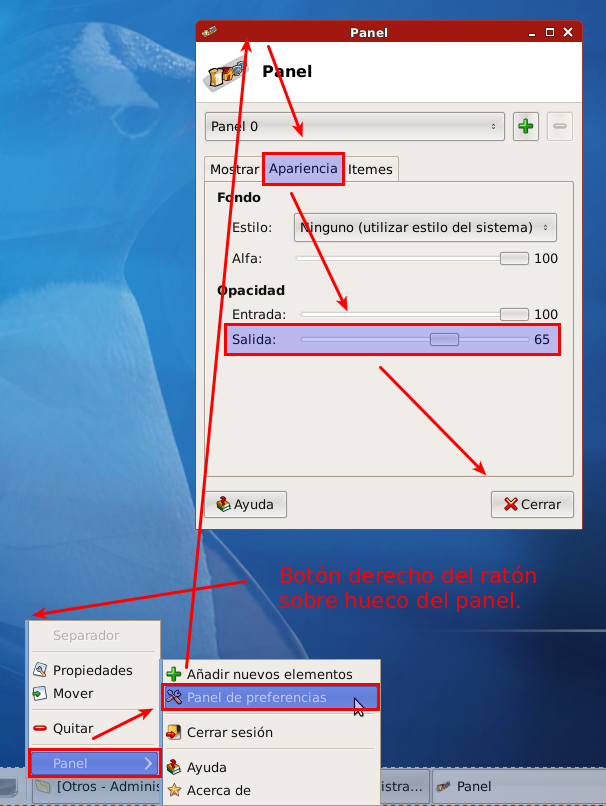 Panel
Panel
Panel 0
Mostrar Apariencia Itemes
Fondo
Estilo: Ninguno (utilizar estilo del sistema)
Alfa: 100
Opacidad
Entrada: 100
Salida: 65
Ayuda Cerrar
Botón derecho del ratón
sobre hueco del panel.
Separador
Propiedades
Mover
Quitar
Panel
Añadir nuevos elementos
Panel de preferencias
Cerrar sesión
Ayuda
Acerca de
[Otros - Adminis istra... Panel